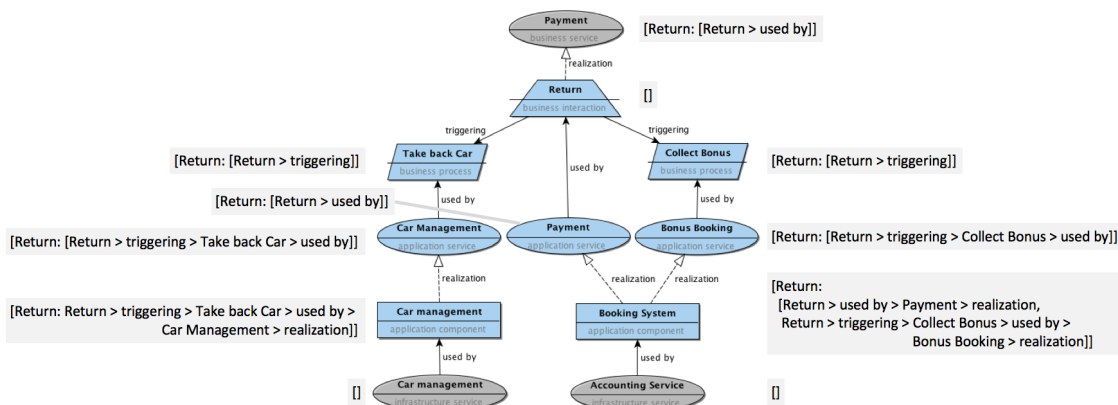 Payment
business service
[Return: [Return > used by]]
realization
Return
business interaction
[]
triggering
triggering
[Return: [Return > triggering]]
Take back Car
business process
used by
Collect Bonus
business process
[Return: [Return > triggering]]
[Return: [Return > used by]]
used by
used by
[Return: [Return > triggering > Take back Car > used by]]
Car Management
application service
Payment
application service
Bonus Booking
application service
[Return: [Return > triggering > Collect Bonus > used by]]
realization
realization
realization
[Return: Return > triggering > Take back Car > used by >
Car Management > realization]]
Car management
application component
Booking System
application component
[Return:
[Return > used by > Payment > realization,
Return > triggering > Collect Bonus > used by >
Bonus Booking > realization]]
used by
used by
[]
Car management
infrastructure service
Accounting Service
infrastructure service
[]